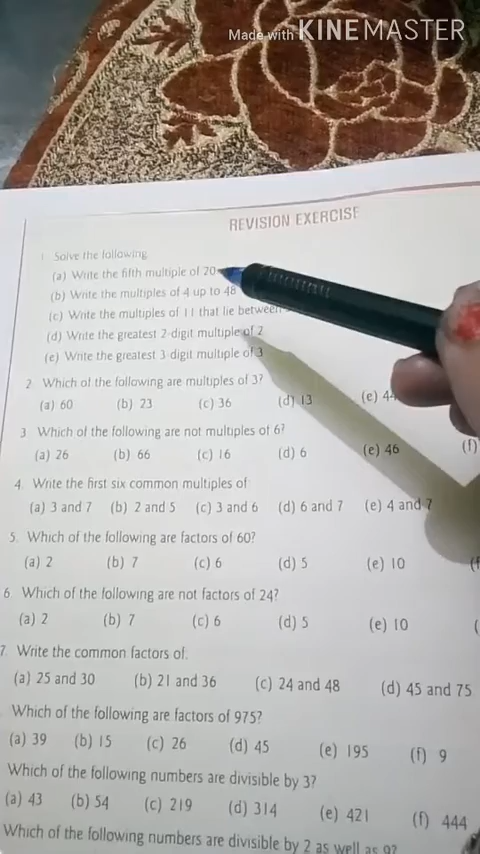 Made with KINEMASTER
REVISION EXERCISE
1 Solve the following
(a) Write the fifth multiple of 20
(b) Write the multiples of 4 up to 48
(c) Write the multiples of 11 that lie between
(d) Write the greatest 2-digit multiple of 2
(e) Write the greatest 3 digit multiple of 3
2. Which of the following are multiples of 3?
(a) 60 (b) 23 (c) 36 (d) 13 (e) 44
3 Which of the following are not multiples of 6?
(a) 26 (b) 66 (c) 16 (d) 6 (e) 46 (f)
4. Write the first six common multiples of
(a) 3 and 7 (b) 2 and 5 (c) 3 and 6 (d) 6 and 7 (e) 4 and 7
5. Which of the following are factors of 60?
(a) 2 (b) 7 (c) 6 (d) 5 (e) 10
6. Which of the following are not factors of 24?
(a) 2 (b) 7 (c) 6 (d) 5 (e) 10
7. Write the common factors of:
(a) 25 and 30 (b) 21 and 36 (c) 24 and 48 (d) 45 and 75
Which of the following are factors of 975?
(a) 39 (b) 15 (c) 26 (d) 45 (e) 195 (f) 9
Which of the following numbers are divisible by 3?
(a) 43 (b) 54 (c) 219 (d) 314 (e) 421 (f) 444
Which of the following numbers are divisible by 2 as well as 9?